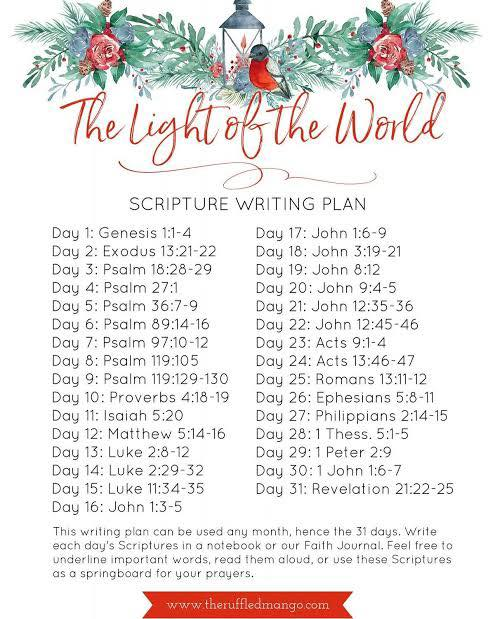 The Light of the World
SCRIPTURE WRITING PLAN
Day 1: Genesis 1:1-4
Day 2: Exodus 13:21-22
Day 3: Psalm 18:28-29
Day 4: Psalm 27:1
Day 5: Psalm 36:7-9
Day 6: Psalm 89:14-16
Day 7: Psalm 97:10-12
Day 8: Psalm 119:105
Day 9: Psalm 119:129-130
Day 10: Proverbs 4:18-19
Day 11: Isaiah 5:20
Day 12: Matthew 5:14-16
Day 13: Luke 2:8-12
Day 14: Luke 2:29-32
Day 15: Luke 11:34-35
Day 16: John 1:3-5
Day 17: John 1:6-9
Day 18: John 3:19-21
Day 19: John 8:12
Day 20: John 9:4-5
Day 21: John 12:35-36
Day 22: John 12:45-46
Day 23: Acts 9:1-4
Day 24: Acts 13:46-47
Day 25: Romans 13:11-12
Day 26: Ephesians 5:8-11
Day 27: Philippians 2:14-15
Day 28: 1 Thess. 5:1-5
Day 29: 1 Peter 2:9
Day 30: 1 John 1:6-7
Day 31: Revelation 21:22-25
This writing plan can be used any month, hence the 31 days. Write
each day's Scriptures in a notebook or our Faith Journal. Feel free to
underline important words, read them aloud, or use these Scriptures
as a springboard for your prayers.
www.theruffledmango.com